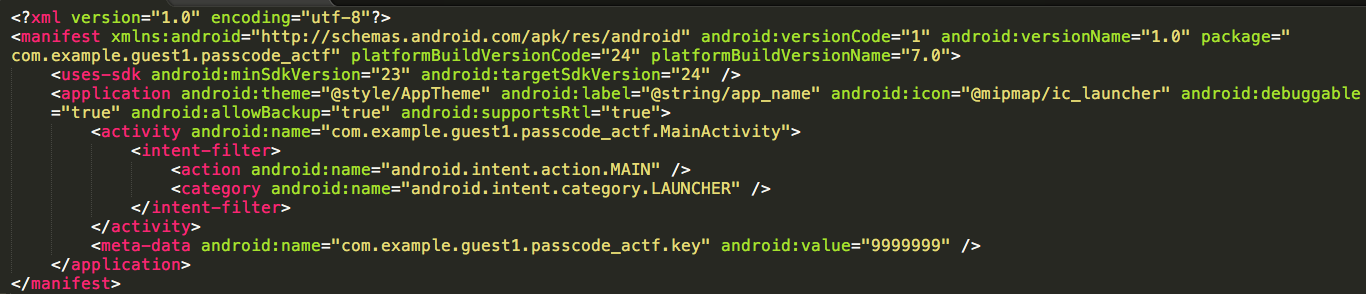 <?xml version="1.0" encoding="utf-8"?>
<manifest xmlns:android="http://schemas.android.com/apk/res/android" android:versionCode="1" android:versionName="1.0" package="
com.example.guest1.passcode_actf" platformBuildVersionCode="24" platformBuildVersionName="7.0">
    <uses-sdk android:minSdkVersion="23" android:targetSdkVersion="24" />
    <application android:theme="@style/AppTheme" android:label="@string/app_name" android:icon="@mipmap/ic_launcher" android:debuggable
    ="true" android:allowBackup="true" android:supportsRtl="true">
        <activity android:name="com.example.guest1.passcode_actf.MainActivity">
            <intent-filter>
                <action android:name="android.intent.action.MAIN" />
                <category android:name="android.intent.category.LAUNCHER" />
            </intent-filter>
        </activity>
        <meta-data android:name="com.example.guest1.passcode_actf.key" android:value="9999999" />
    </application>
</manifest>